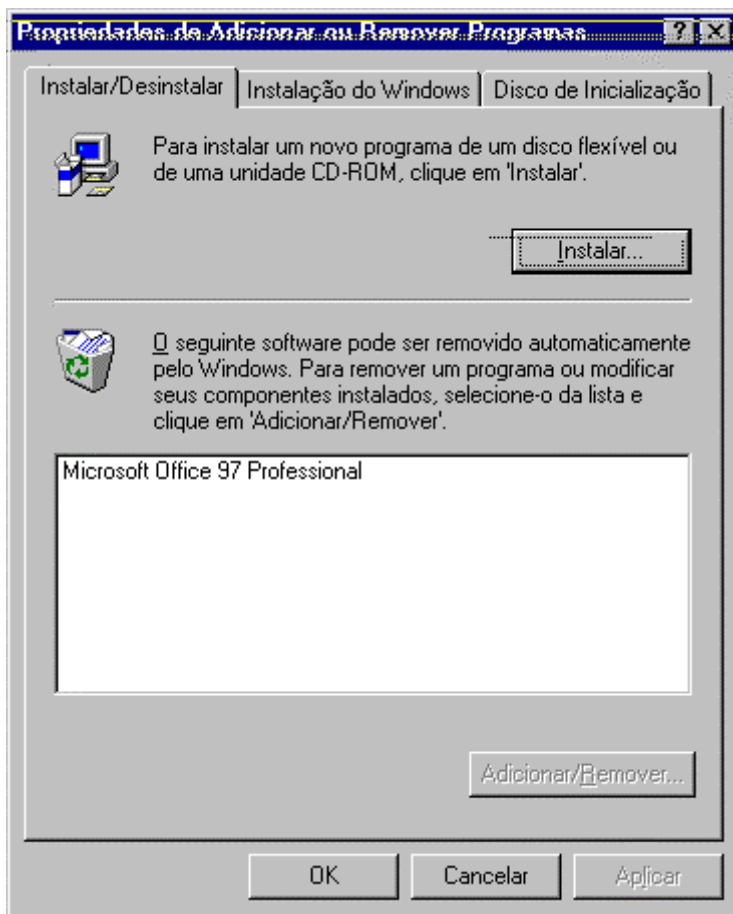 Propriedades de Adicionar ou Remover Programas
Instalar/Desinstalar Instalação do Windows Disco de Inicialização
Para instalar um novo programa de um disco flexível ou
de uma unidade CD-ROM, clique em 'Instalar'.
Instalar...
O seguinte software pode ser removido automaticamente
pelo Windows. Para remover um programa ou modificar
seus componentes instalados, selecione-o da lista e
clique em 'Adicionar/Remover'.
Microsoft Office 97 Professional
Adicionar/Remover...
OK Cancelar Aplicar